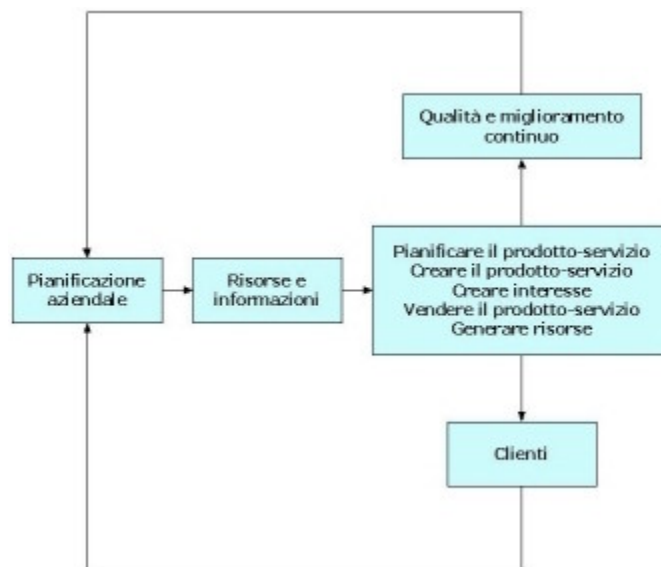 Qualità e miglioramento
continuo
Pianificazione
aziendale
Risorse e
informazioni
Pianificare il prodotto-servizio
Creare il prodotto-servizio
Creare interesse
Vendere il prodotto-servizio
Generare risorse
Clienti